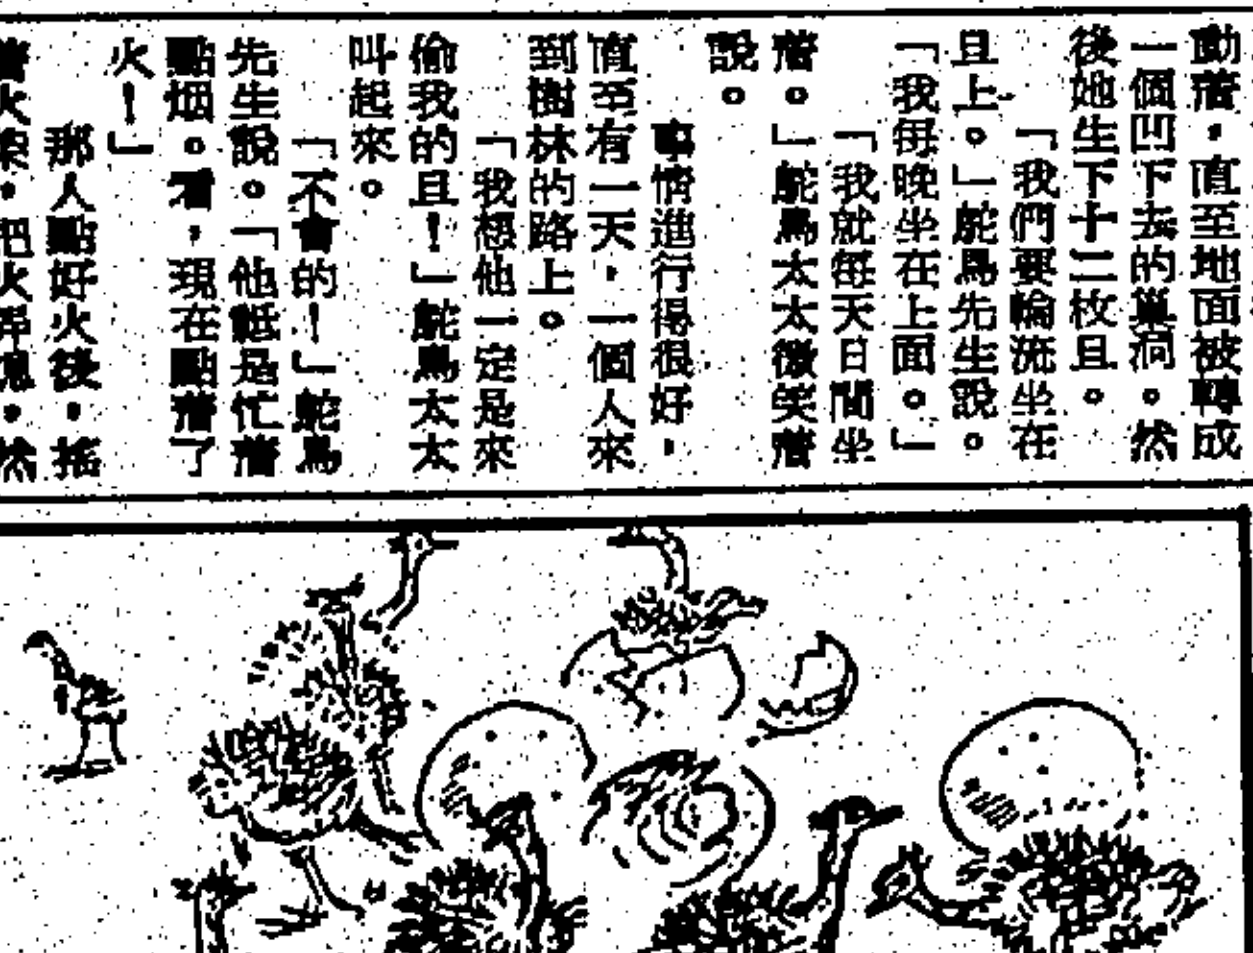 動着，直至地面被轉成
一個凹下去的巢洞。然
後她生下十二枚且。
「我們要輪流坐在
且上。」鴕鳥先生說。
「我每晚坐在上面。」
「我就每天日間坐
着。」鴕鳥太太微笑着
說。
事情進行得很好，
直至有一天，一個人來
到樹林的路上。
「我想他一定是來
偷我的且！」鴕鳥太太
叫起來。
「不會的！」鴕鳥
先生說。「他祗是忙着
點烟。看，現在點着了
火！」
那人點好火後，搖
着火柴，把火弄熄，然